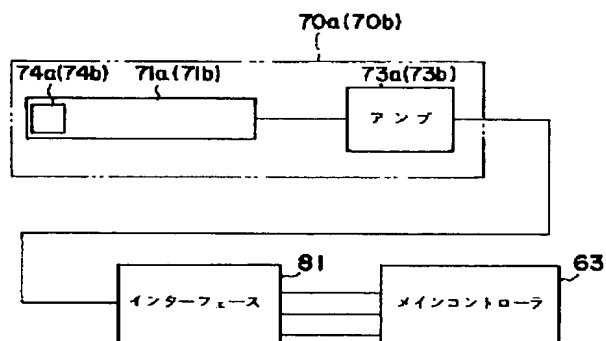 70a(70b)
74a(74b) 71a(71b) 73a(73b)
アンプ
81 63
インターフェース メインコントローラ